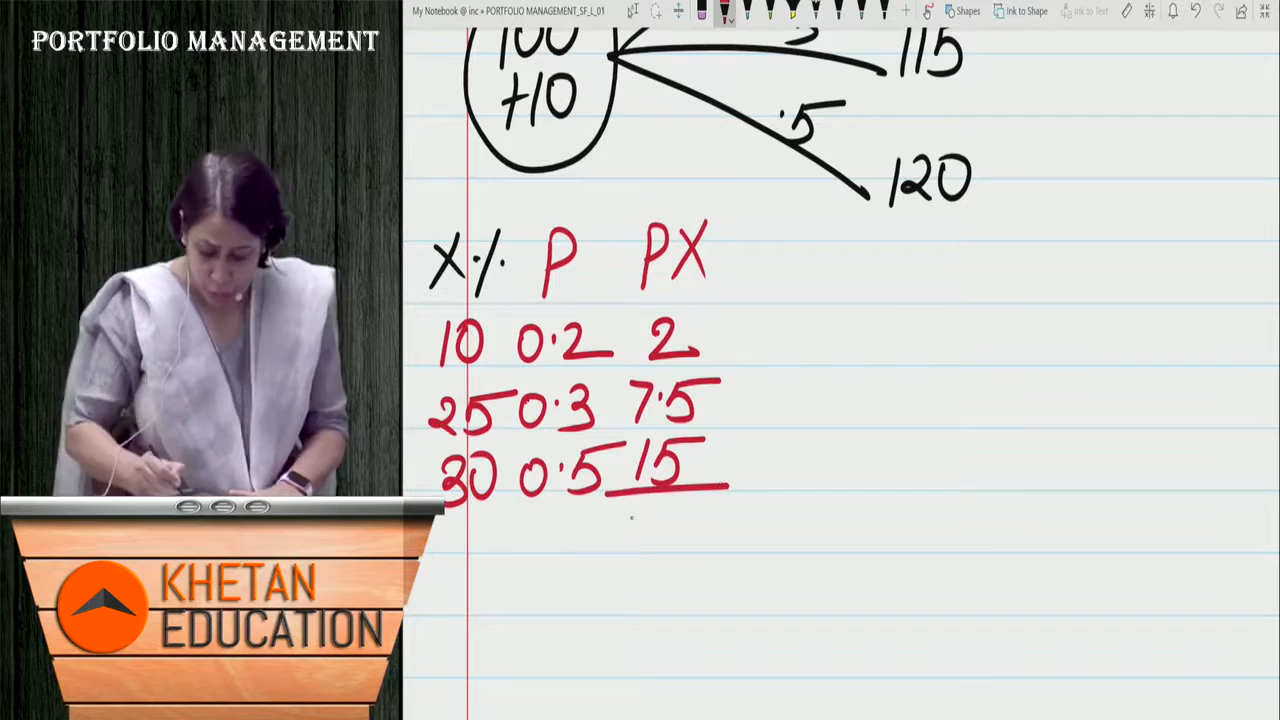 PORTFOLIO MANAGEMENT
My Notebook @ inc » PORTFOLIO MANAGEMENT_SF_L_01
Shapes
Ink to Shape
Ink to Text
100
+10
115
.5
120
X% P PX
10 0.2 2
25 0.3 7.5
30 0.5 15
KHETAN
EDUCATION